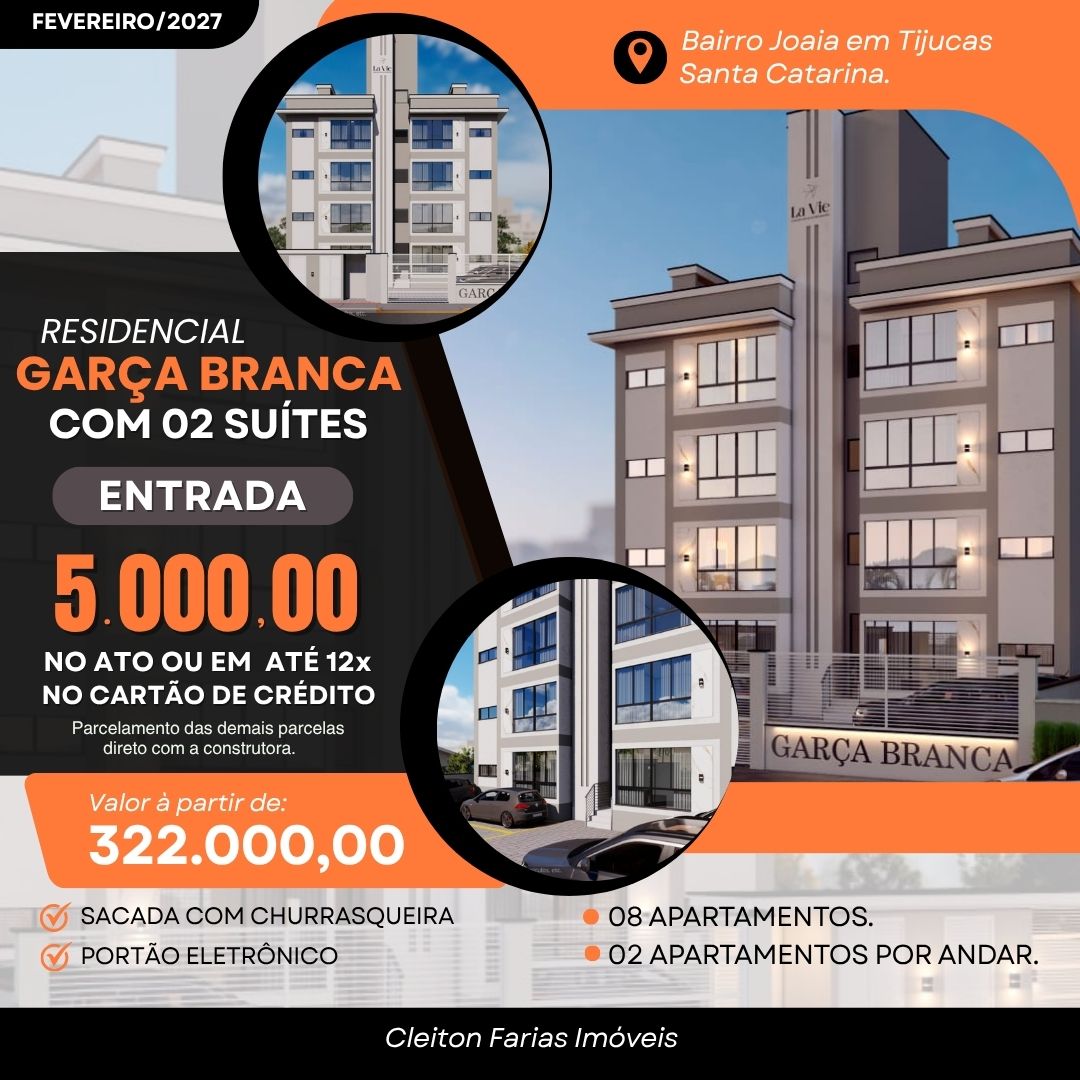 FEVEREIRO/2027
Bairro Joaia em Tijucas
Santa Catarina.
La Vie
GARÇ
La Vie
RESIDENCIAL
GARÇA BRANCA
COM 02 SUÍTES
ENTRADA
5.000,00
NO ATO OU EM ATÉ 12x
NO CARTÃO DE CRÉDITO
Parcelamento das demais parcelas
direto com a construtora.
GARÇA BRANCA
Valor à partir de:
322.000,00
SACADA COM CHURRASQUEIRA
PORTÃO ELETRÔNICO
08 APARTAMENTOS.
02 APARTAMENTOS POR ANDAR.
Cleiton Farias Imóveis